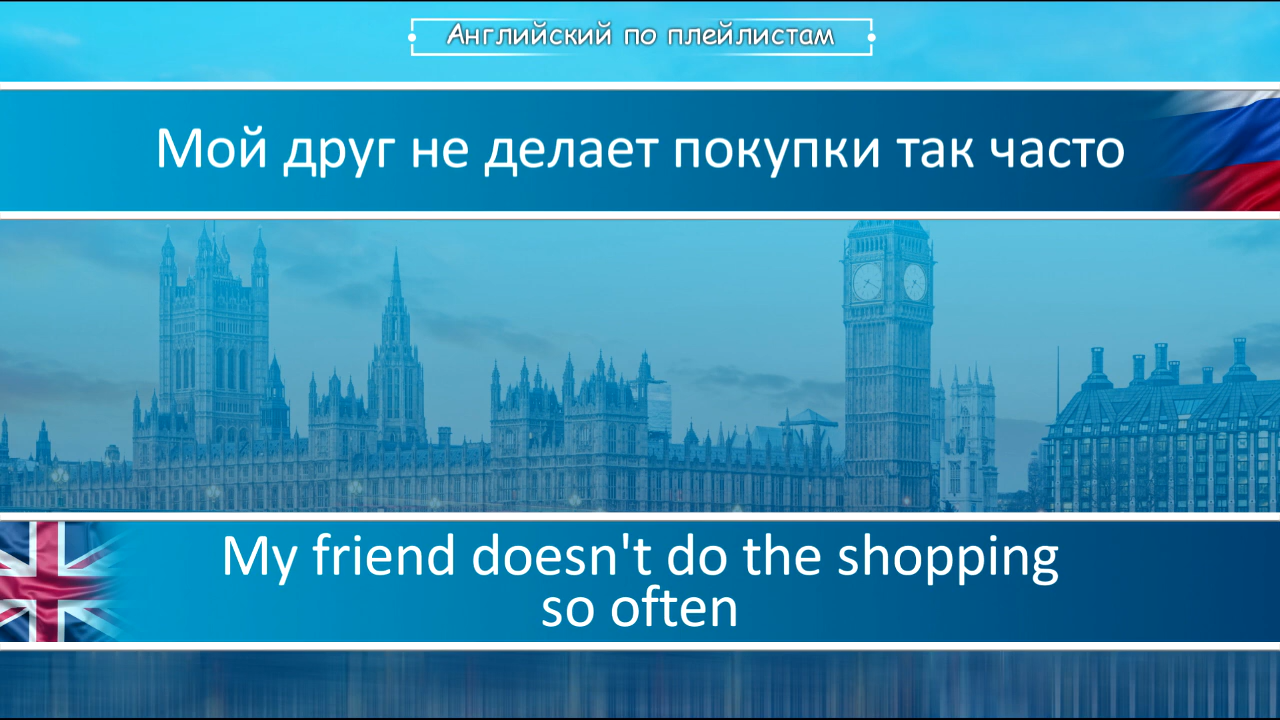 Английский по плейлистам
Мой друг не делает покупки так часто
My friend doesn't do the shopping
so often